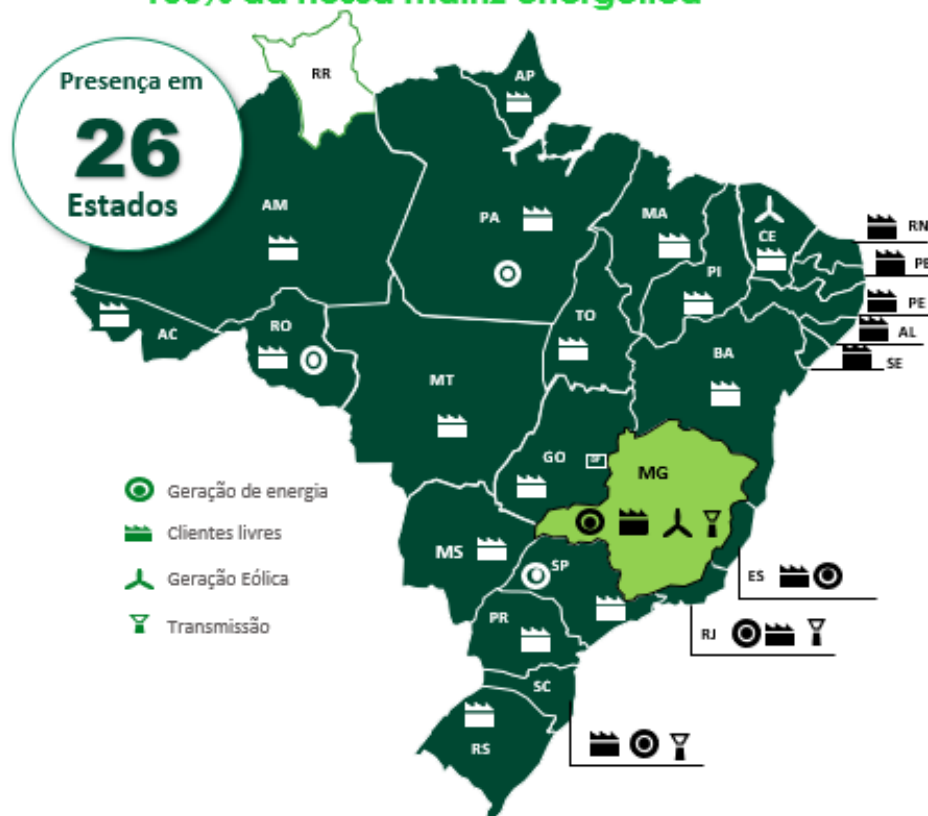 Presença em
26
Estados
RR
AP
AM
PA
MA
CE
RN
PB
PI
PE
AC
RO
TO
AL
BA
SE
MT
GO
DF
MG
Geração de energia
Clientes livres
MS
SP
ES
Geração Eólica
Transmissão
PR
RJ
SC
RS